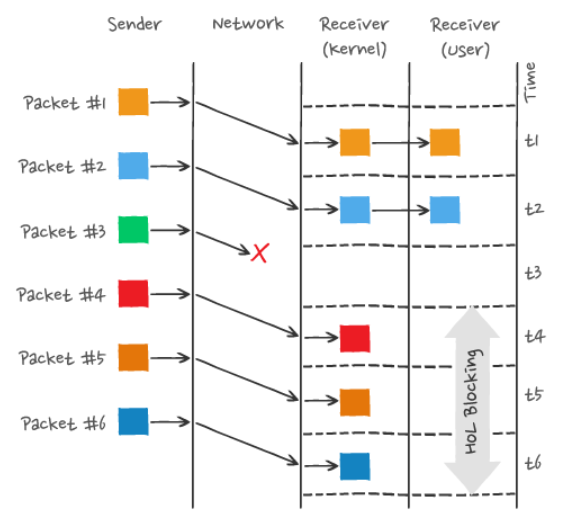 Sender
Network
Receiver
(kernel)
Receiver
(user)
Time
Packet #1
t1
Packet #2
t2
Packet #3
X
t3
Packet #4
t4
Packet #5
t5
Packet #6
t6
HOL Blocking